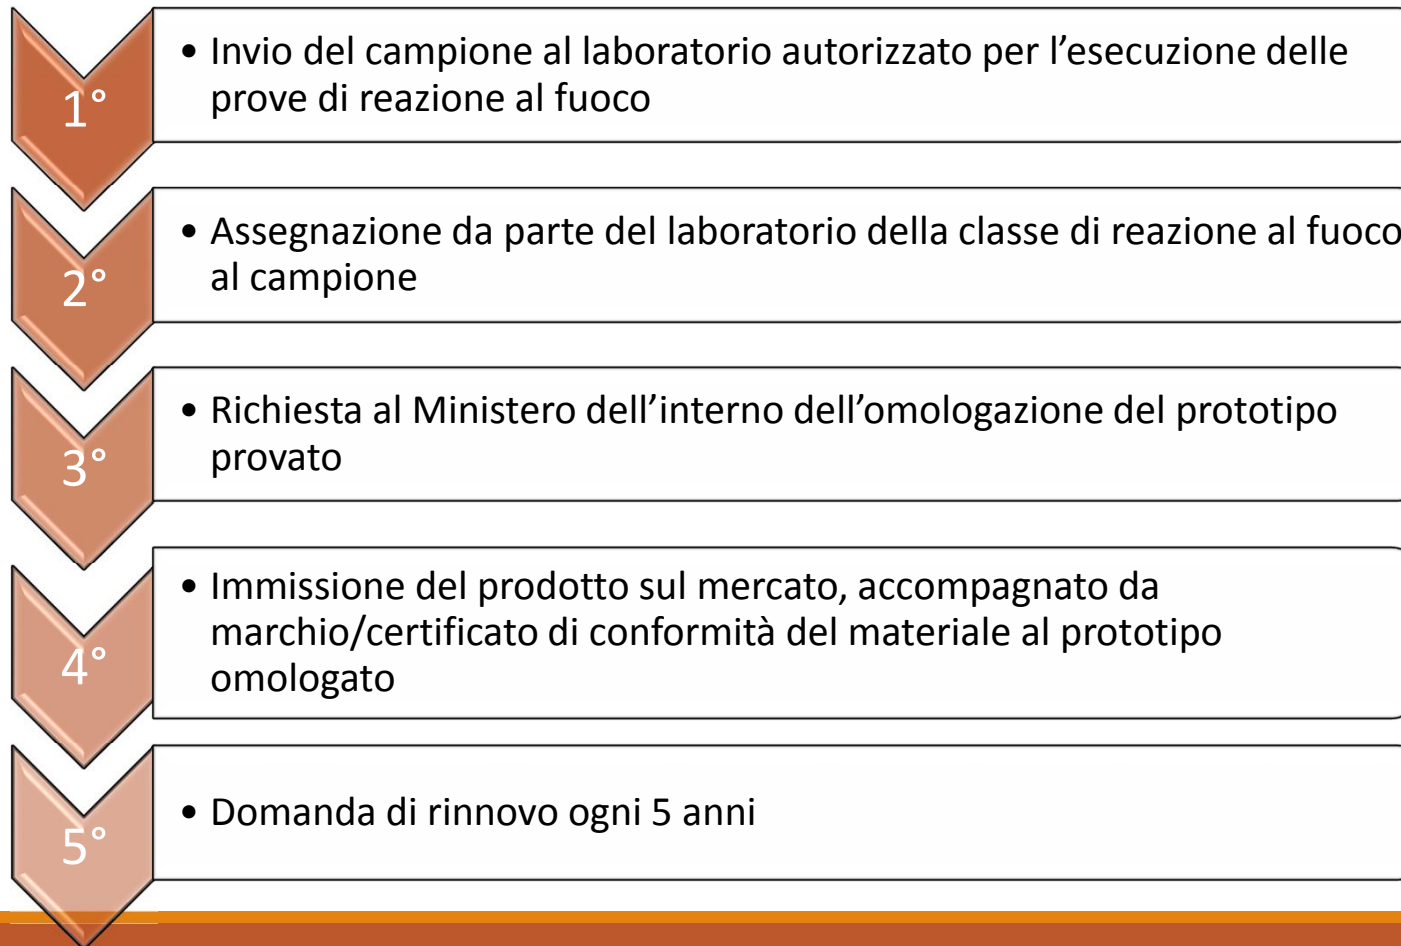 1°
• Invio del campione al laboratorio autorizzato per l’esecuzione delle
prove di reazione al fuoco
2°
• Assegnazione da parte del laboratorio della classe di reazione al fuoco
al campione
3°
• Richiesta al Ministero dell’interno dell’omologazione del prototipo
provato
4°
• Immissione del prodotto sul mercato, accompagnato da
marchio/certificato di conformità del materiale al prototipo
omologato
5°
• Domanda di rinnovo ogni 5 anni